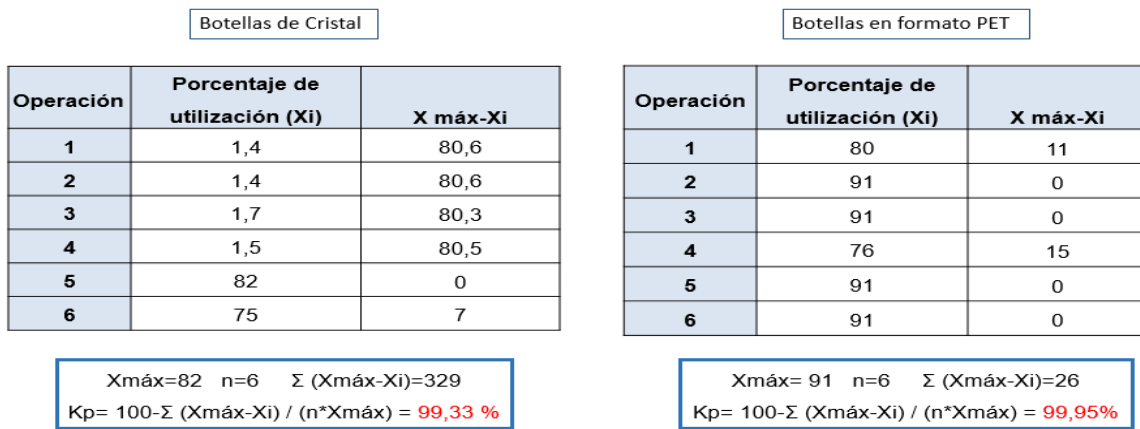 Botellas de Cristal
Operación Porcentaje de utilización (Xi) X máx-Xi
1 1,4 80,6
2 1,4 80,6
3 1,7 80,3
4 1,5 80,5
5 82 0
6 75 7
Xmáx=82 n=6 Σ (Xmáx-Xi)=329
Kp= 100-Σ (Xmáx-Xi) / (n*Xmáx) = 99,33 %
Botellas en formato PET
Operación Porcentaje de utilización (Xi) X máx-Xi
1 80 11
2 91 0
3 91 0
4 76 15
5 91 0
6 91 0
Xmáx= 91 n=6 Σ (Xmáx-Xi)=26
Kp= 100-Σ (Xmáx-Xi) / (n*Xmáx) = 99,95%